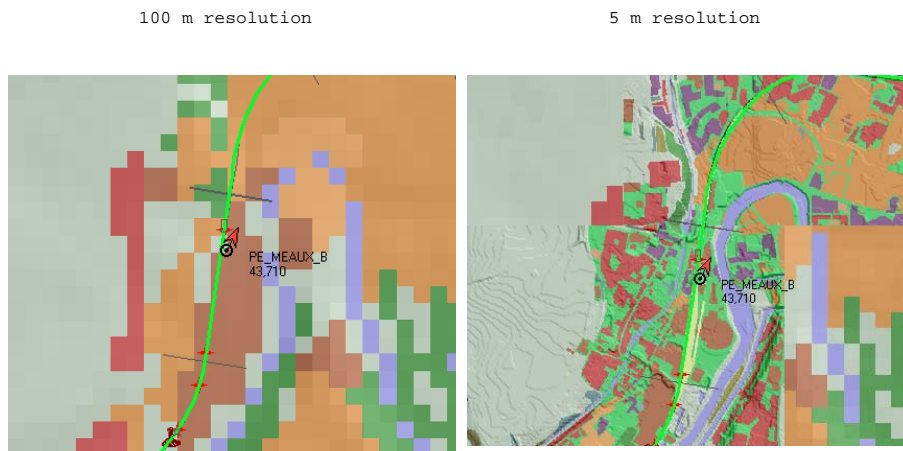 100 m resolution
5 m resolution
PE_MEAUX_B
43,710
PE_MEAUX_B
43,710